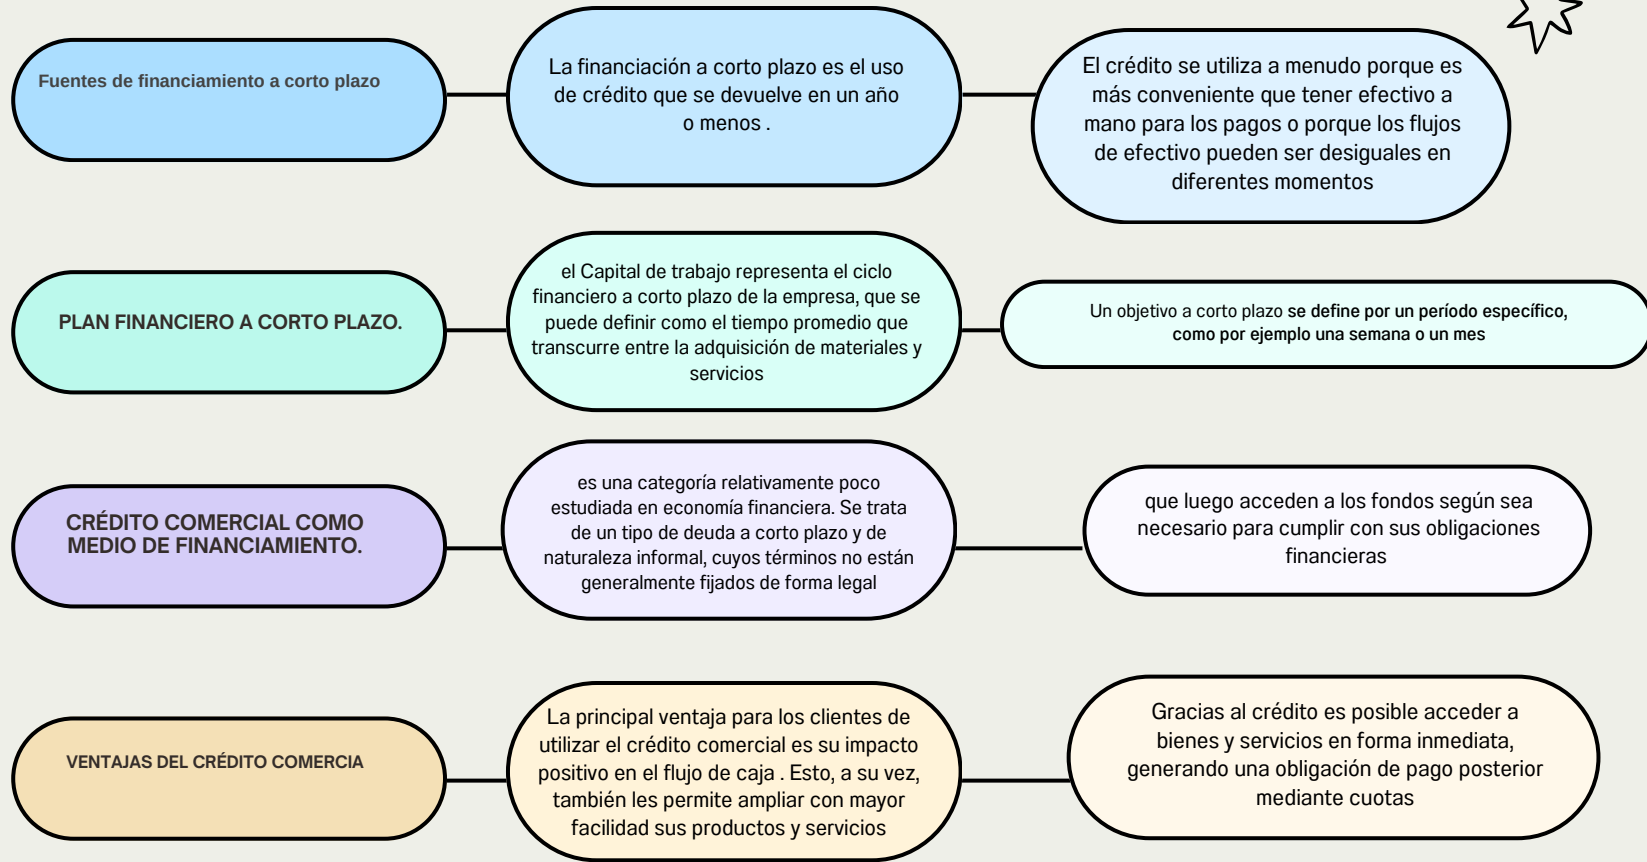 Fuentes de financiamiento a corto plazo
La financiación a corto plazo es el uso
de crédito que se devuelve en un año
o menos .
El crédito se utiliza a menudo porque es
más conveniente que tener efectivo a
mano para los pagos o porque los flujos
de efectivo pueden ser desiguales en
diferentes momentos
PLAN FINANCIERO A CORTO PLAZO.
el Capital de trabajo representa el ciclo
financiero a corto plazo de la empresa, que se
puede definir como el tiempo promedio que
transcurre entre la adquisición de materiales y
servicios
Un objetivo a corto plazo se define por un período específico,
como por ejemplo una semana o un mes
CRÉDITO COMERCIAL COMO
MEDIO DE FINANCIAMIENTO.
es una categoría relativamente poco
estudiada en economía financiera. Se trata
de un tipo de deuda a corto plazo y de
naturaleza informal, cuyos términos no están
generalmente fijados de forma legal
que luego acceden a los fondos según sea
necesario para cumplir con sus obligaciones
financieras
VENTAJAS DEL CRÉDITO COMERCIA
La principal ventaja para los clientes de
utilizar el crédito comercial es su impacto
positivo en el flujo de caja . Esto, a su vez,
también les permite ampliar con mayor
facilidad sus productos y servicios
Gracias al crédito es posible acceder a
bienes y servicios en forma inmediata,
generando una obligación de pago posterior
mediante cuotas